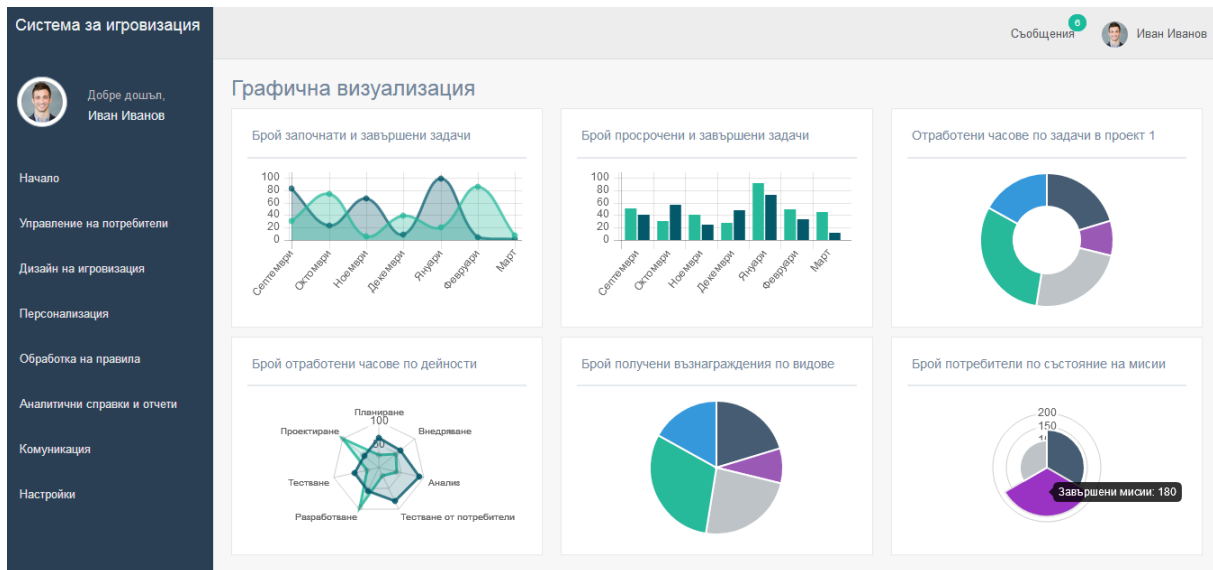 Система за игровизация
Съобщения
6
Иван Иванов
Добре дошъл,
Иван Иванов
Начало
Управление на потребители
Дизайн на игровизация
Персонализация
Обработка на правила
Аналитични справки и отчети
Комуникация
Настройки
Графична визуализация
Брой започнати и завършени задачи
100
80
60
40
20
0
Септември
Октомври
Ноември
Декември
Януари
Февруари
Март
Брой просрочени и завършени задачи
100
80
60
40
20
0
Септември
Октомври
Ноември
Декември
Януари
Февруари
Март
Отработени часове по задачи в проект 1
Брой отработени часове по дейности
Планиране
100
Проектиране
Внедряване
50
Тестване
Анализ
Разработване
Тестване от потребители
Брой получени възнаграждения по видове
Брой потребители по състояние на мисии
200
150
Завършени мисии: 180